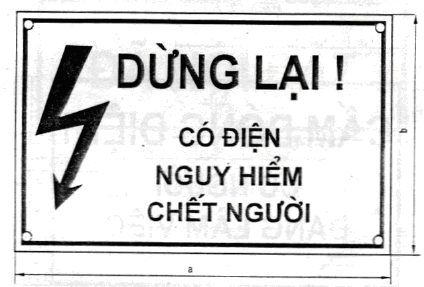 DỪNG LẠI !
CÓ ĐIỆN
NGUY HIỂM
CHẾT NGƯỜI
b
a